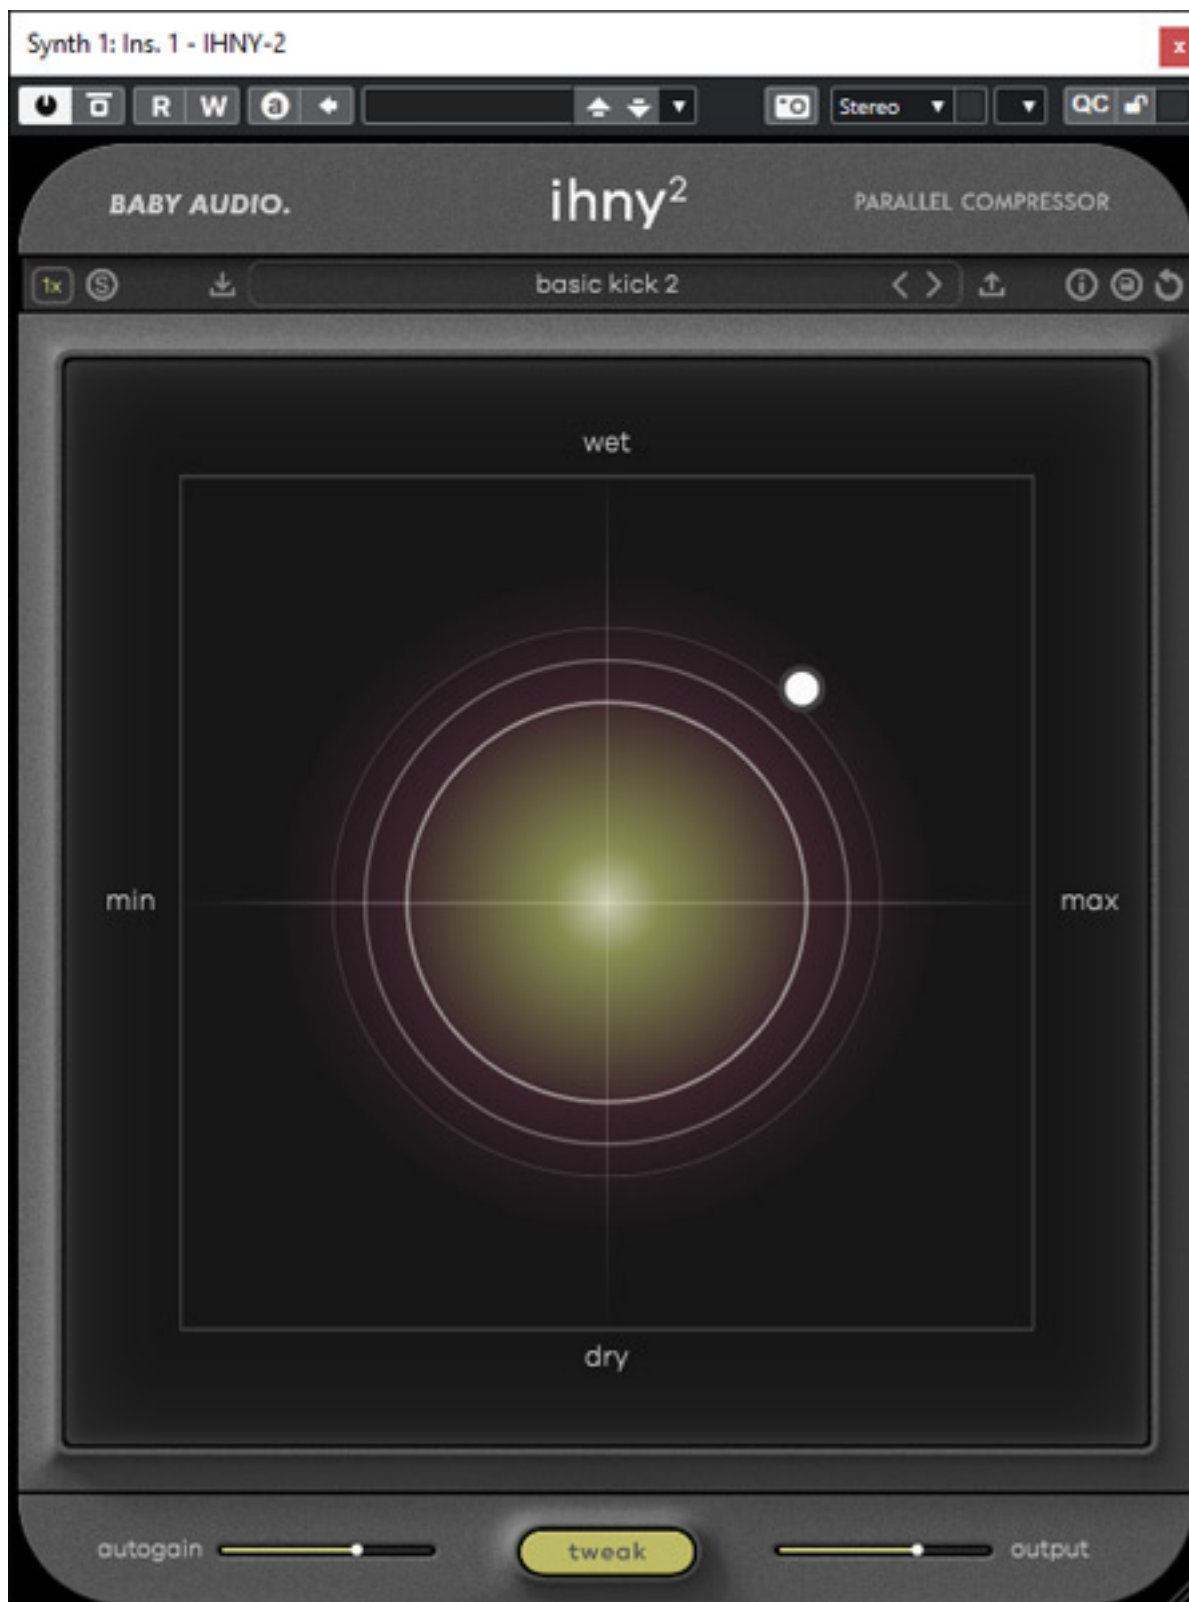 Synth 1: Ins. 1 - IHNY-2
x
R W a Stereo QC
BABY AUDIO. ihny² PARALLEL COMPRESSOR
1x S basic kick 2
wet
min max
dry
autogain tweak output